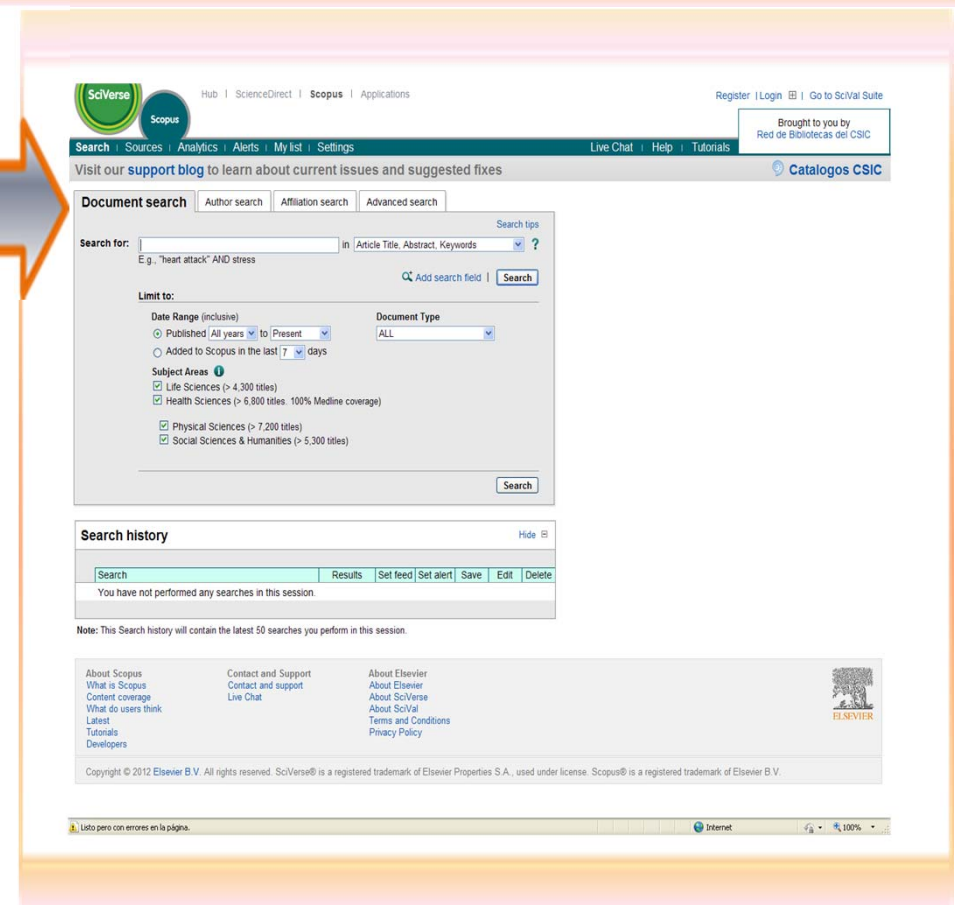 SciVerse
Scopus
Hub | ScienceDirect | Scopus | Applications
Register | Login | Go to SciVal Suite
Brought to you by
Red de Bibliotecas del CSIC
Search | Sources | Analytics | Alerts | My list | Settings
Live Chat | Help | Tutorials
Visit our support blog to learn about current issues and suggested fixes
Catalogos CSIC
Document search Author search Affiliation search Advanced search
Search tips
Search for: in Article Title, Abstract, Keywords ?
E.g., "heart attack" AND stress
Add search field | Search
Limit to:
Date Range (inclusive) Document Type
Published All years to Present ALL
Added to Scopus in the last 7 days
Subject Areas i
Life Sciences (> 4,300 titles)
Health Sciences (> 6,800 titles. 100% Medline coverage)
Physical Sciences (> 7,200 titles)
Social Sciences & Humanities (> 5,300 titles)
Search
Search history Hide
Search Results Set feed Set alert Save Edit Delete
You have not performed any searches in this session.
Note: This Search history will contain the latest 50 searches you perform in this session.
About Scopus
What is Scopus
Content coverage
What do users think
Latest
Tutorials
Developers
Contact and Support
Contact and support
Live Chat
About Elsevier
About Elsevier
About SciVerse
About SciVal
Terms and Conditions
Privacy Policy
ELSEVIER
Copyright © 2012 Elsevier B.V. All rights reserved. SciVerse® is a registered trademark of Elsevier Properties S.A., used under license. Scopus® is a registered trademark of Elsevier B.V.
Listo pero con errores en la página. Internet 100%